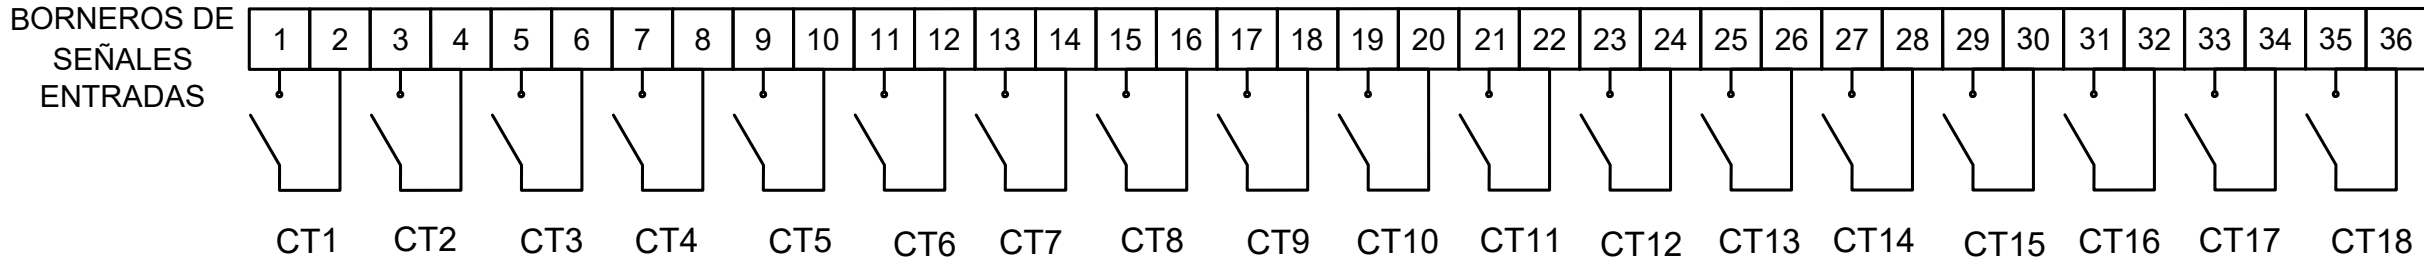 BORNEROS DE
SEÑALES
ENTRADAS
1 2 3 4 5 6 7 8 9 10 11 12 13 14 15 16 17 18 19 20 21 22 23 24 25 26 27 28 29 30 31 32 33 34 35 36
CT1 CT2 CT3 CT4 CT5 CT6 CT7 CT8 CT9 CT10 CT11 CT12 CT13 CT14 CT15 CT16 CT17 CT18